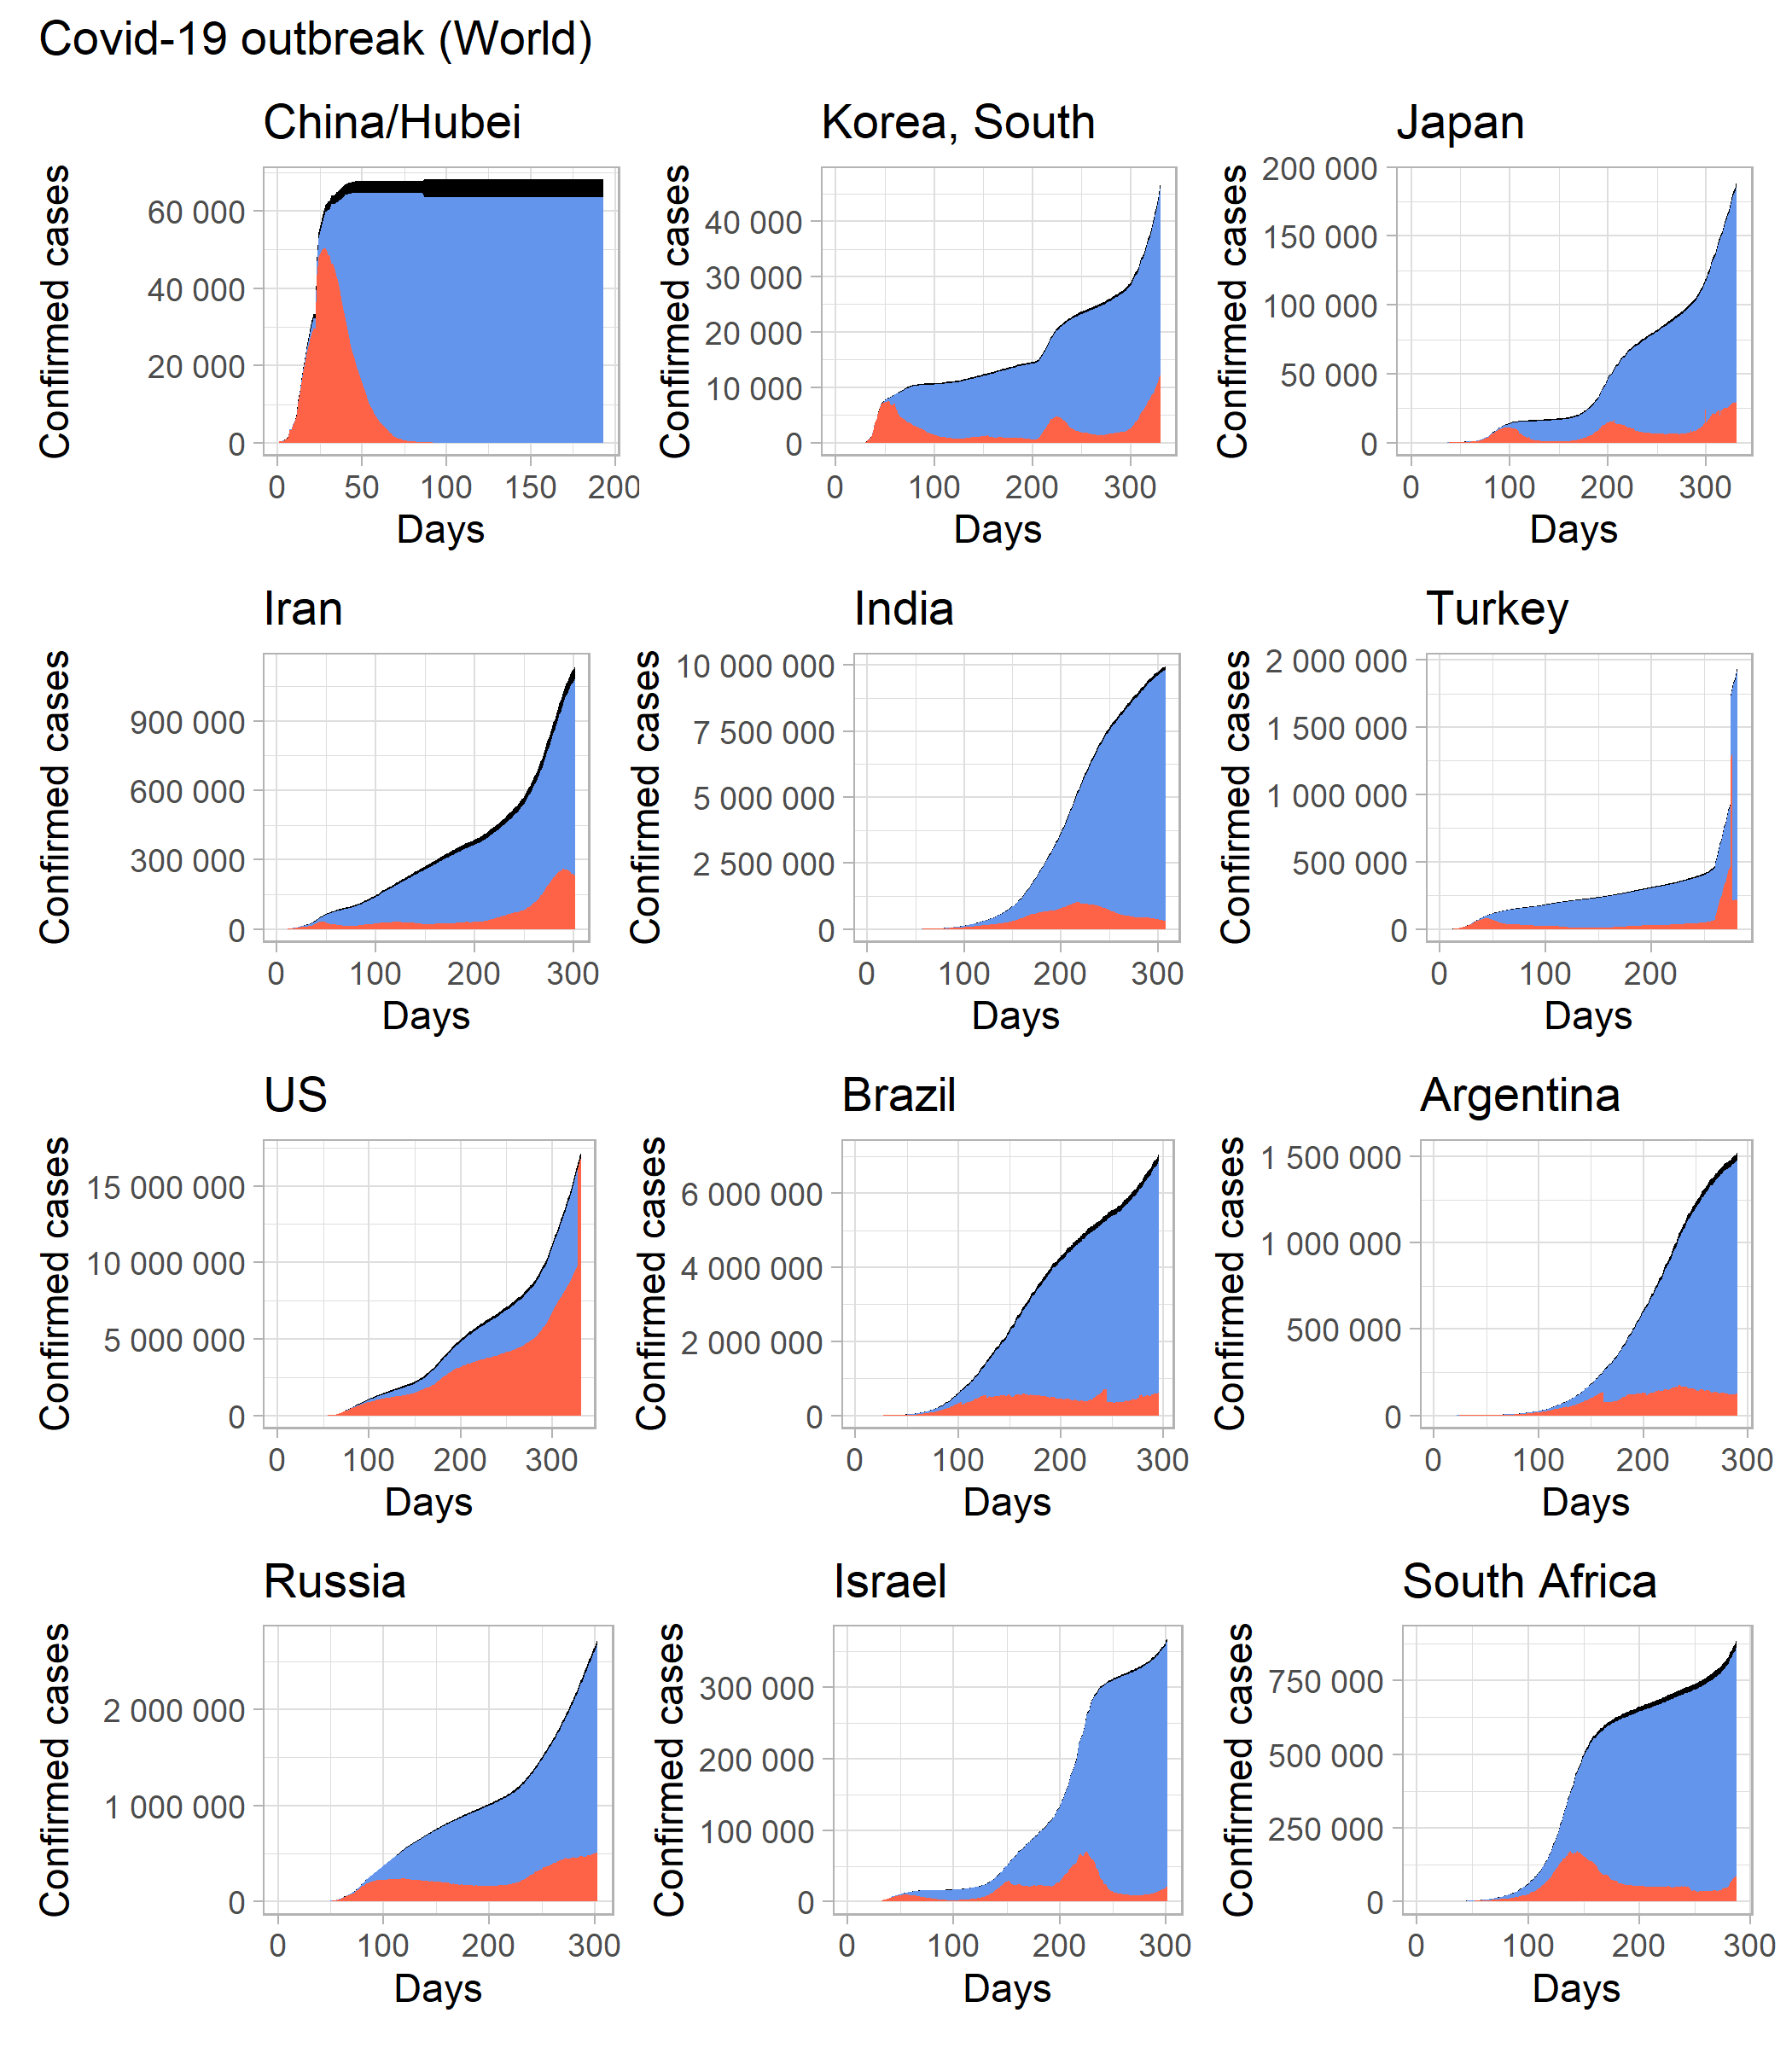 Covid-19 outbreak (World)
China/Hubei
Confirmed cases
60 000
40 000
20 000
0
0 50 100 150 200
Days
Korea, South
Confirmed cases
40 000
30 000
20 000
10 000
0
0 100 200 300
Days
Japan
Confirmed cases
200 000
150 000
100 000
50 000
0
0 100 200 300
Days
Iran
Confirmed cases
900 000
600 000
300 000
0
0 100 200 300
Days
India
Confirmed cases
10 000 000
7 500 000
5 000 000
2 500 000
0
0 100 200 300
Days
Turkey
Confirmed cases
2 000 000
1 500 000
1 000 000
500 000
0
0 100 200
Days
US
Confirmed cases
15 000 000
10 000 000
5 000 000
0
0 100 200 300
Days
Brazil
Confirmed cases
6 000 000
4 000 000
2 000 000
0
0 100 200 300
Days
Argentina
Confirmed cases
1 500 000
1 000 000
500 000
0
0 100 200 300
Days
Russia
Confirmed cases
2 000 000
1 000 000
0
0 100 200 300
Days
Israel
Confirmed cases
300 000
200 000
100 000
0
0 100 200 300
Days
South Africa
Confirmed cases
750 000
500 000
250 000
0
0 100 200 300
Days